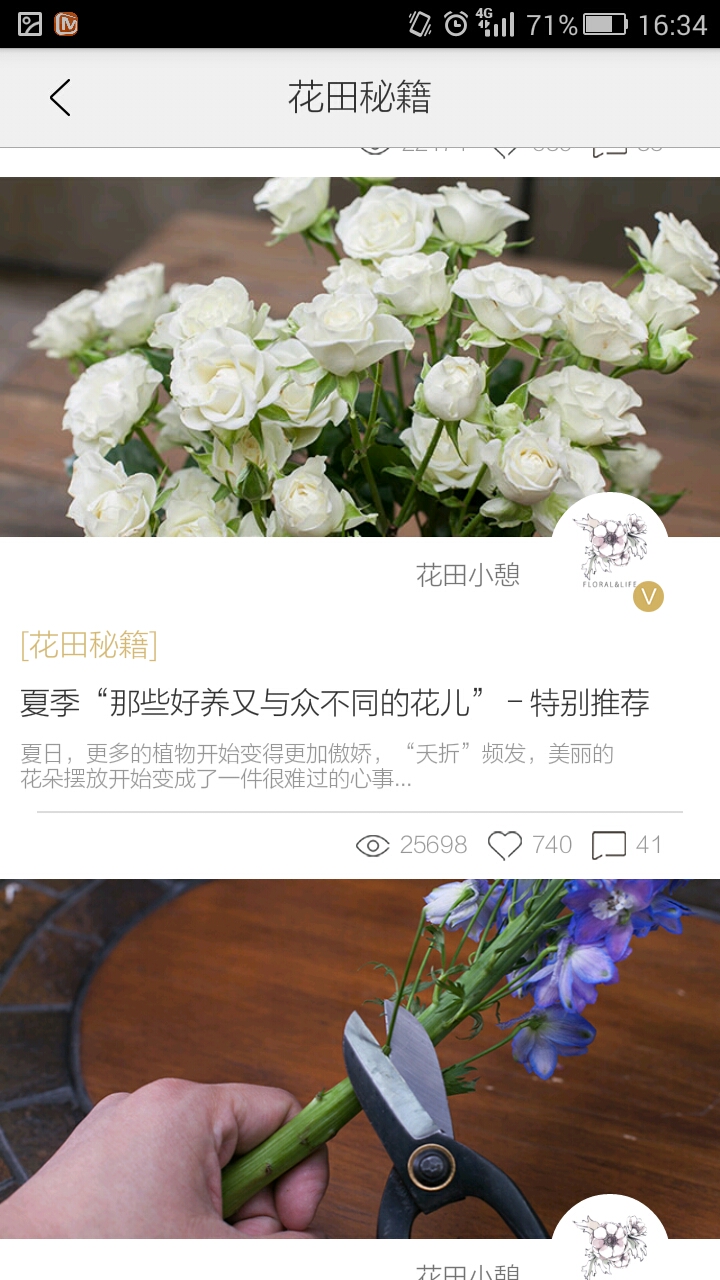 4G 71% 16:34
花田秘籍
花田小憩
FLORAL&LIFE
V
[花田秘籍]
夏季“那些好养又与众不同的花儿” – 特别推荐
夏日，更多的植物开始变得更加傲娇，“夭折”频发，美丽的
花朵摆放开始变成了一件很难过的心事...
25698 740 41
花田小憩